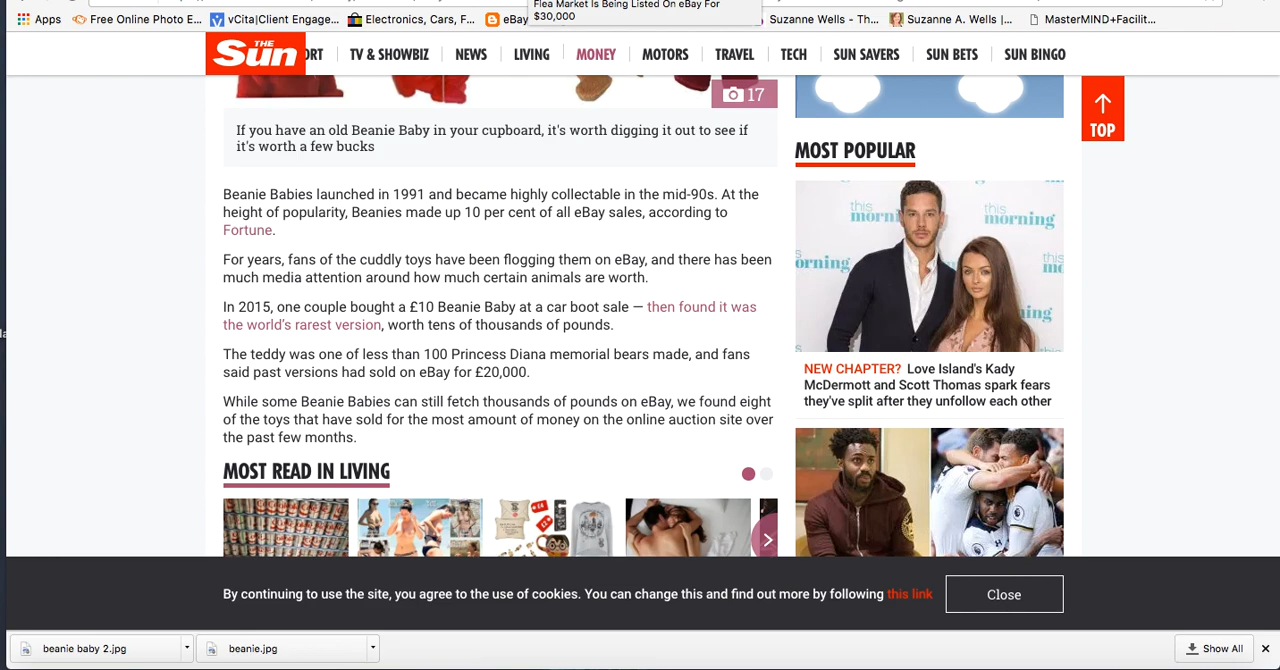 Flea Market Is Being Listed On eBay For
$30,000
Apps
Free Online Photo E...
vCita|Client Engage...
Electronics, Cars, F...
eBay
Suzanne Wells - Th...
Suzanne A. Wells |...
MasterMIND+Facilit...
THE
Sun
ORT
TV & SHOWBIZ
NEWS
LIVING
MONEY
MOTORS
TRAVEL
TECH
SUN SAVERS
SUN BETS
SUN BINGO
17
TOP
If you have an old Beanie Baby in your cupboard, it's worth digging it out to see if
it's worth a few bucks
Beanie Babies launched in 1991 and became highly collectable in the mid-90s. At the
height of popularity, Beanies made up 10 per cent of all eBay sales, according to
Fortune.
For years, fans of the cuddly toys have been flogging them on eBay, and there has been
much media attention around how much certain animals are worth.
In 2015, one couple bought a £10 Beanie Baby at a car boot sale — then found it was
the world's rarest version, worth tens of thousands of pounds.
The teddy was one of less than 100 Princess Diana memorial bears made, and fans
said past versions had sold on eBay for £20,000.
While some Beanie Babies can still fetch thousands of pounds on eBay, we found eight
of the toys that have sold for the most amount of money on the online auction site over
the past few months.
MOST READ IN LIVING
MOST POPULAR
this
morning
this
morning
orning
ning
NEW CHAPTER? Love Island's Kady
McDermott and Scott Thomas spark fears
they've split after they unfollow each other
By continuing to use the site, you agree to the use of cookies. You can change this and find out more by following this link
Close
beanie baby 2.jpg
beanie.jpg
Show All